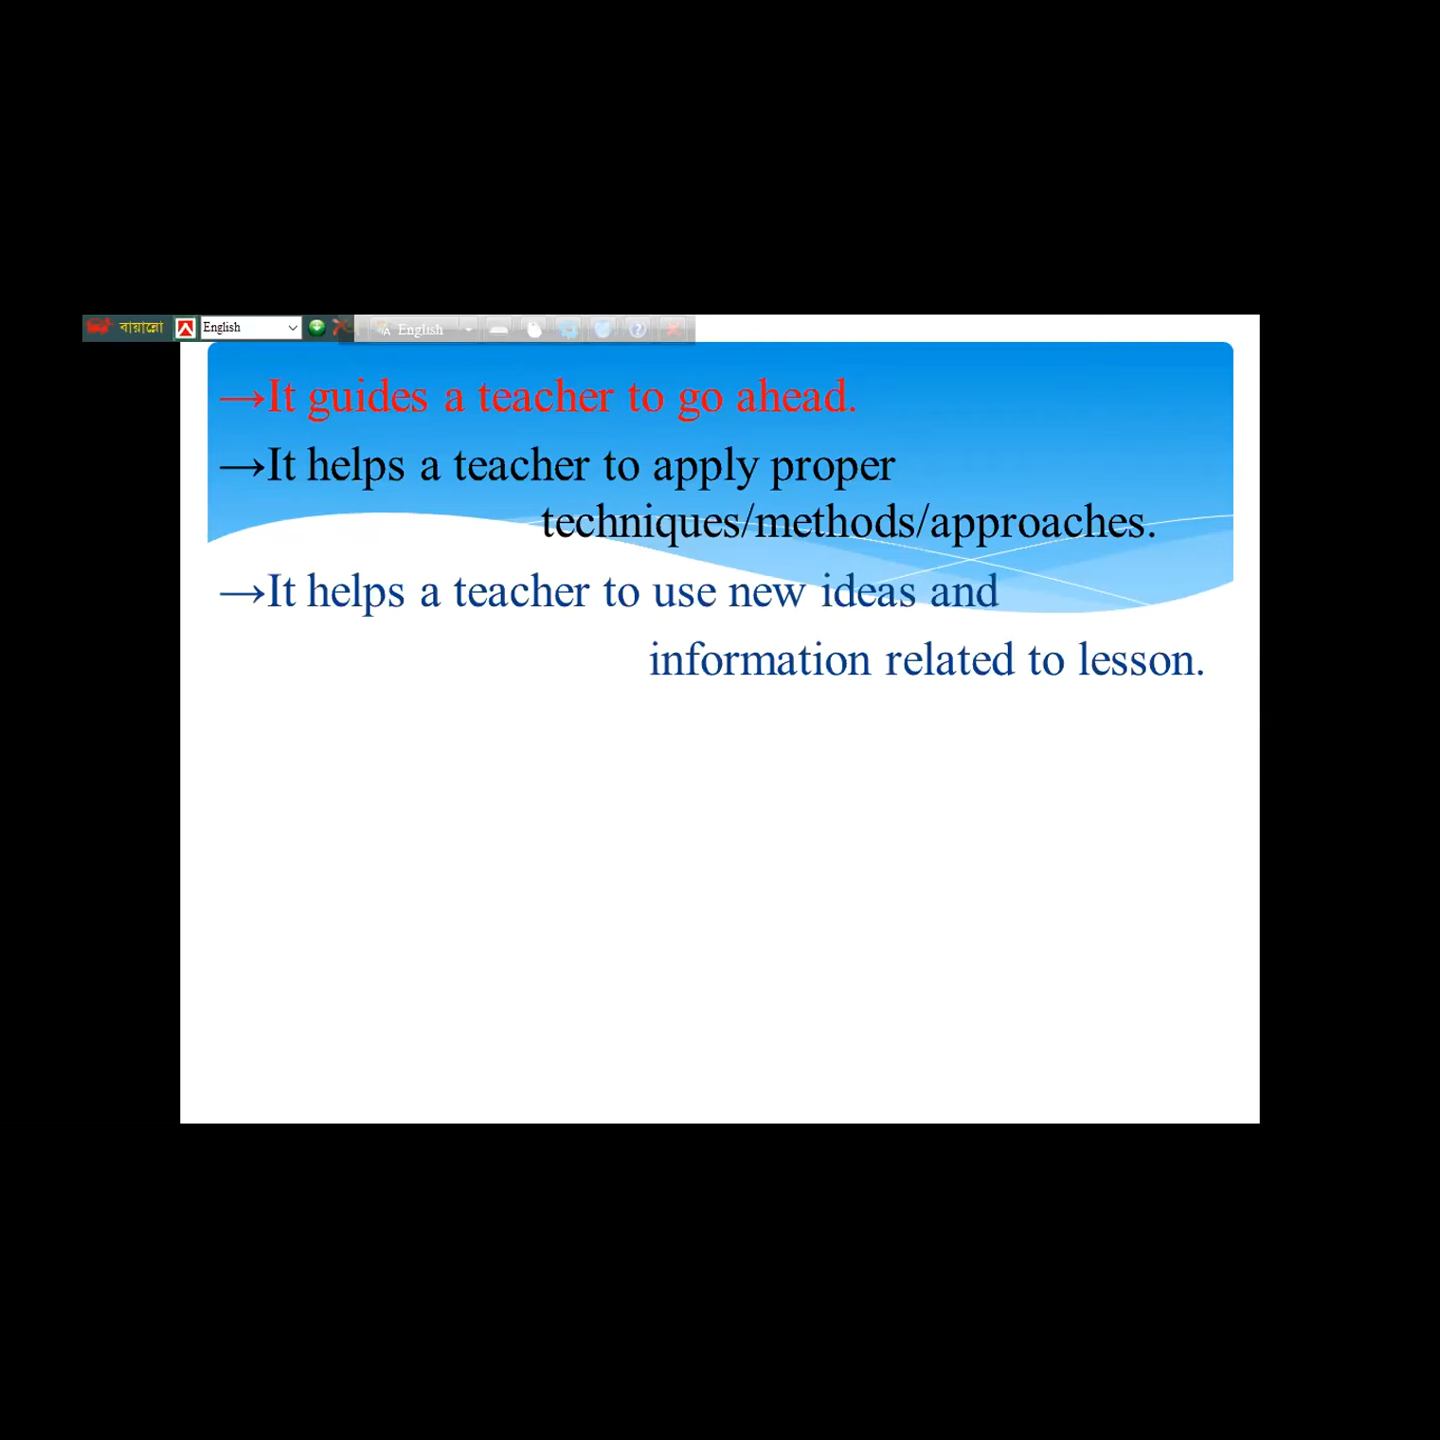 বায়ান্নো English English
→It guides a teacher to go ahead.
→It helps a teacher to apply proper
techniques/methods/approaches.
→It helps a teacher to use new ideas and
information related to lesson.